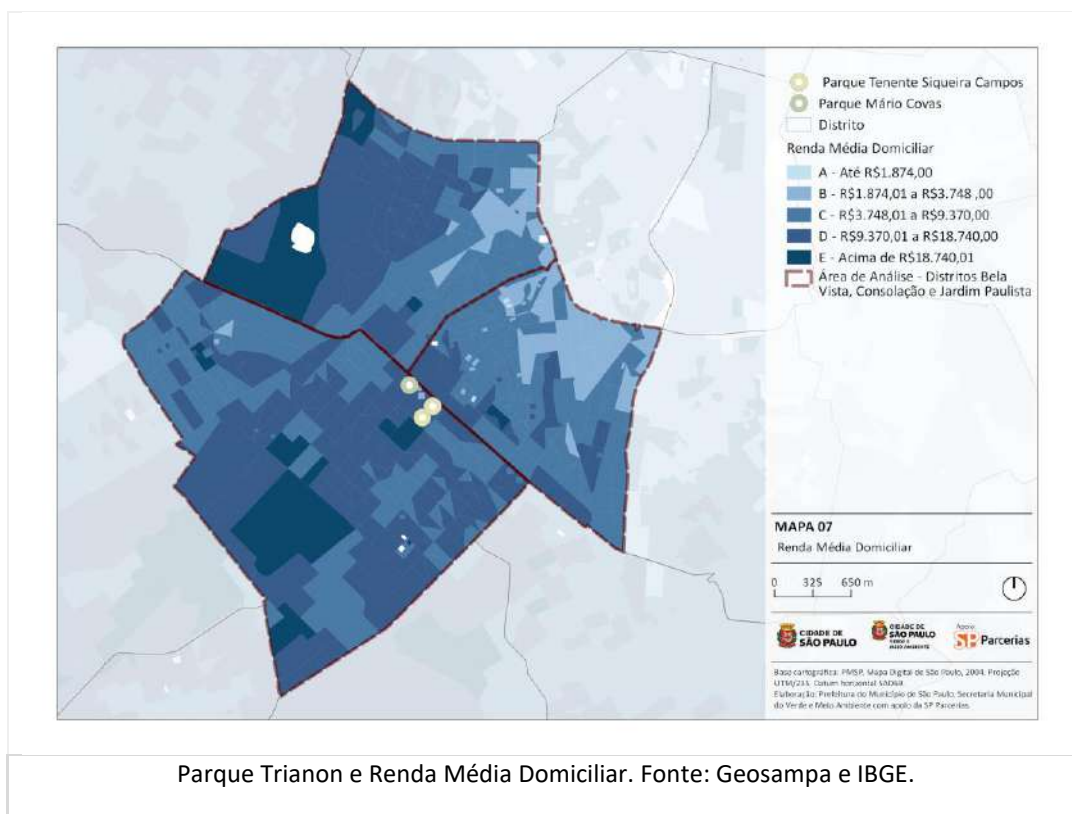 Parque Tenente Siqueira Campos
Parque Mário Covas
Distrito
Renda Média Domiciliar
A - Até R$1.874,00
B - R$1.874,01 a R$3.748 ,00
C - R$3.748,01 a R$9.370,00
D - R$9.370,01 a R$18.740,00
E - Acima de R$18.740,01
Área de Análise - Distritos Bela
Vista, Consolação e Jardim Paulista
MAPA 07
Renda Média Domiciliar
0 325 650 m
CIDADE DE
SÃO PAULO
CIDADE DE
SÃO PAULO
VERDE E
MEIO AMBIENTE
Apoio
SP Parcerias
Base cartográfica: PMSP, Mapa Digital de São Paulo, 2004. Projeção
UTM/23S. Datum horizontal SAD69.
Elaboração: Prefeitura do Município de São Paulo, Secretaria Municipal
do Verde e Meio Ambiente com apoio da SP Parcerias
Parque Trianon e Renda Média Domiciliar. Fonte: Geosampa e IBGE.